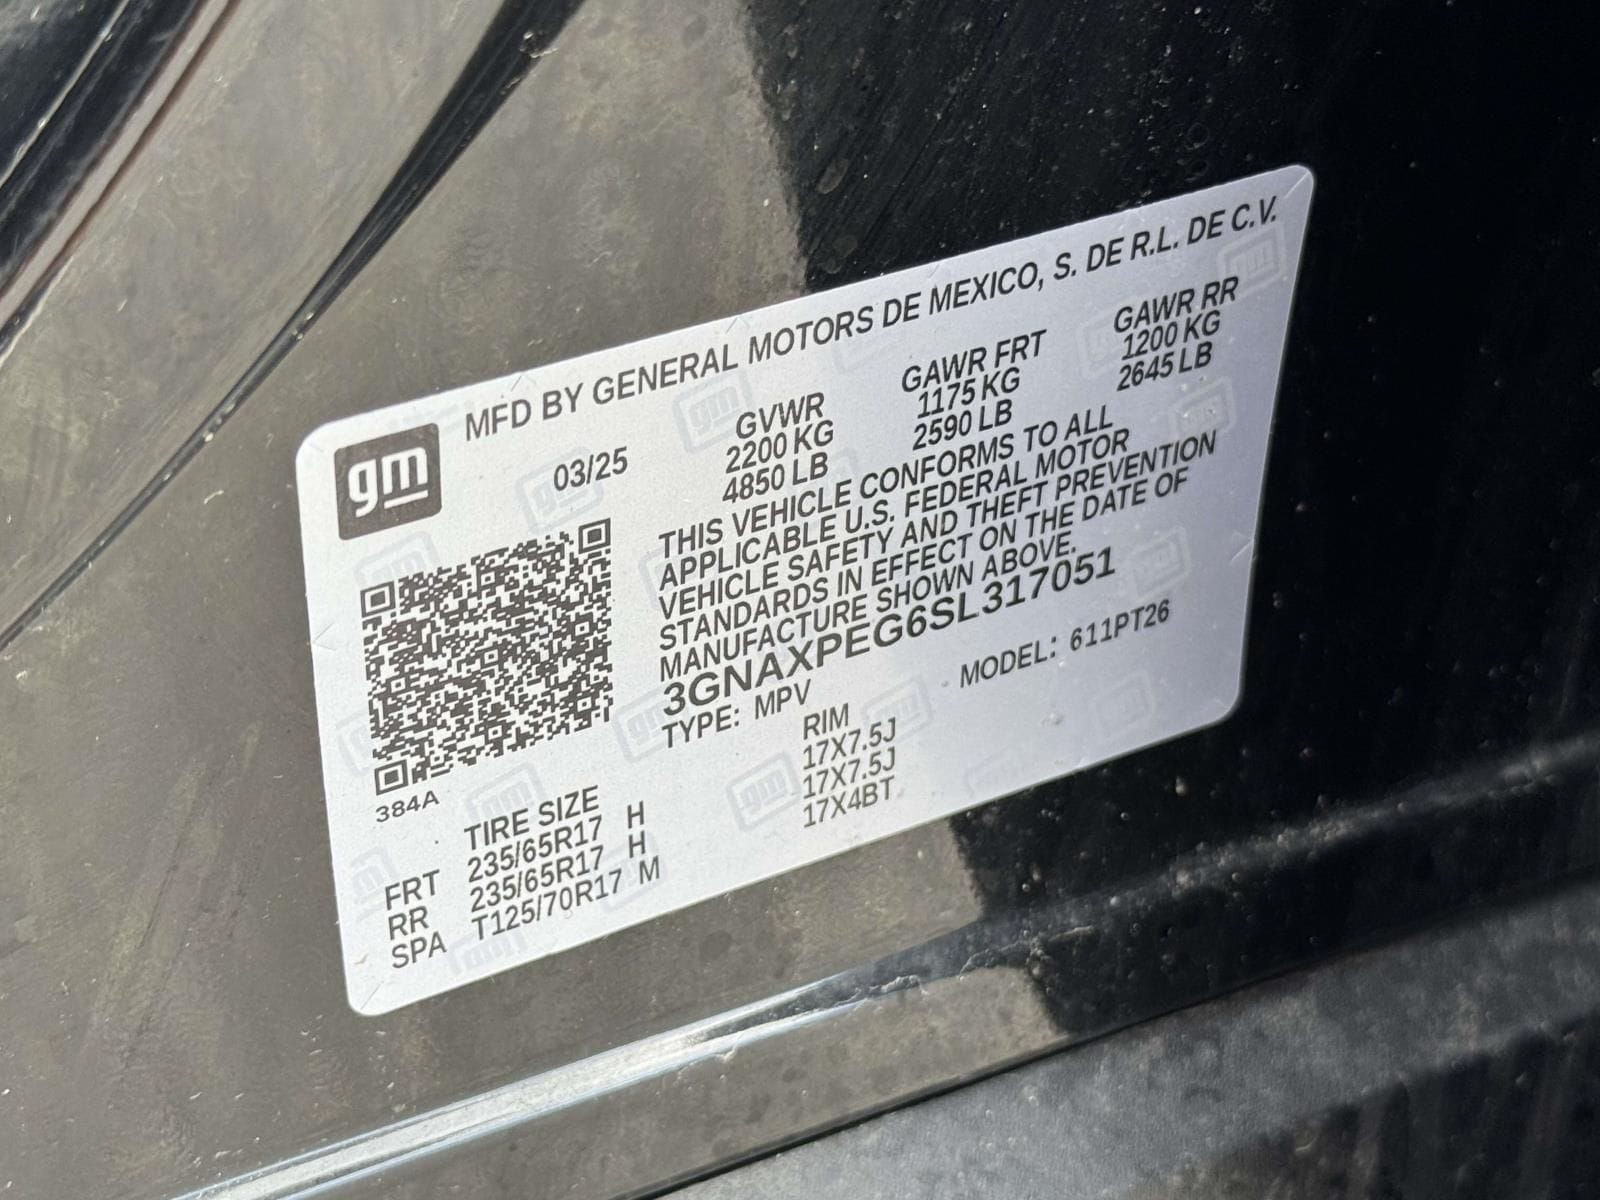 gm
MFD BY GENERAL MOTORS DE MEXICO, S. DE R.L. DE C.V.
03/25
GVWR GAWR FRT GAWR RR
2200 KG 1175 KG 1200 KG
4850 LB 2590 LB 2645 LB
THIS VEHICLE CONFORMS TO ALL
APPLICABLE U.S. FEDERAL MOTOR
VEHICLE SAFETY AND THEFT PREVENTION
STANDARDS IN EFFECT ON THE DATE OF
MANUFACTURE SHOWN ABOVE.
3GNAXPEG6SL317051
TYPE: MPV MODEL: 611PT26
384A
TIRE SIZE RIM
FRT 235/65R17 H 17X7.5J
RR 235/65R17 H 17X7.5J
SPA T125/70R17 M 17X4BT